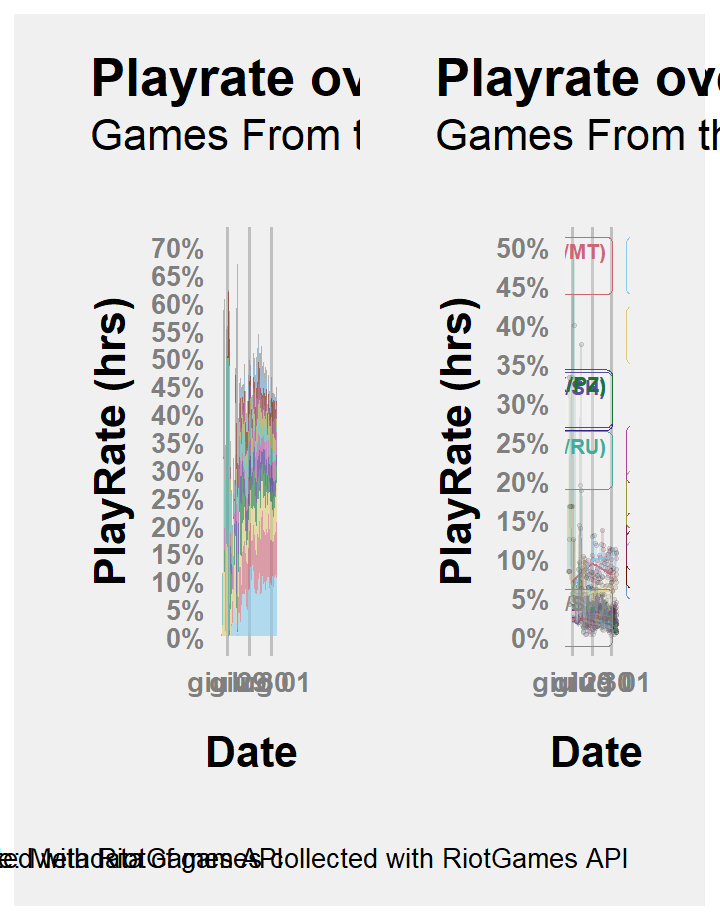 Playrate ov
Games From t
PlayRate (hrs)
70%
65%
60%
55%
50%
45%
40%
35%
30%
25%
20%
15%
10%
5%
0%
Date
Playrate ove
Games From th
PlayRate (hrs)
50%
45%
40%
35%
30%
25%
20%
15%
10%
5%
0%
/MT)
/RU)
Date
collected with RiotGames API